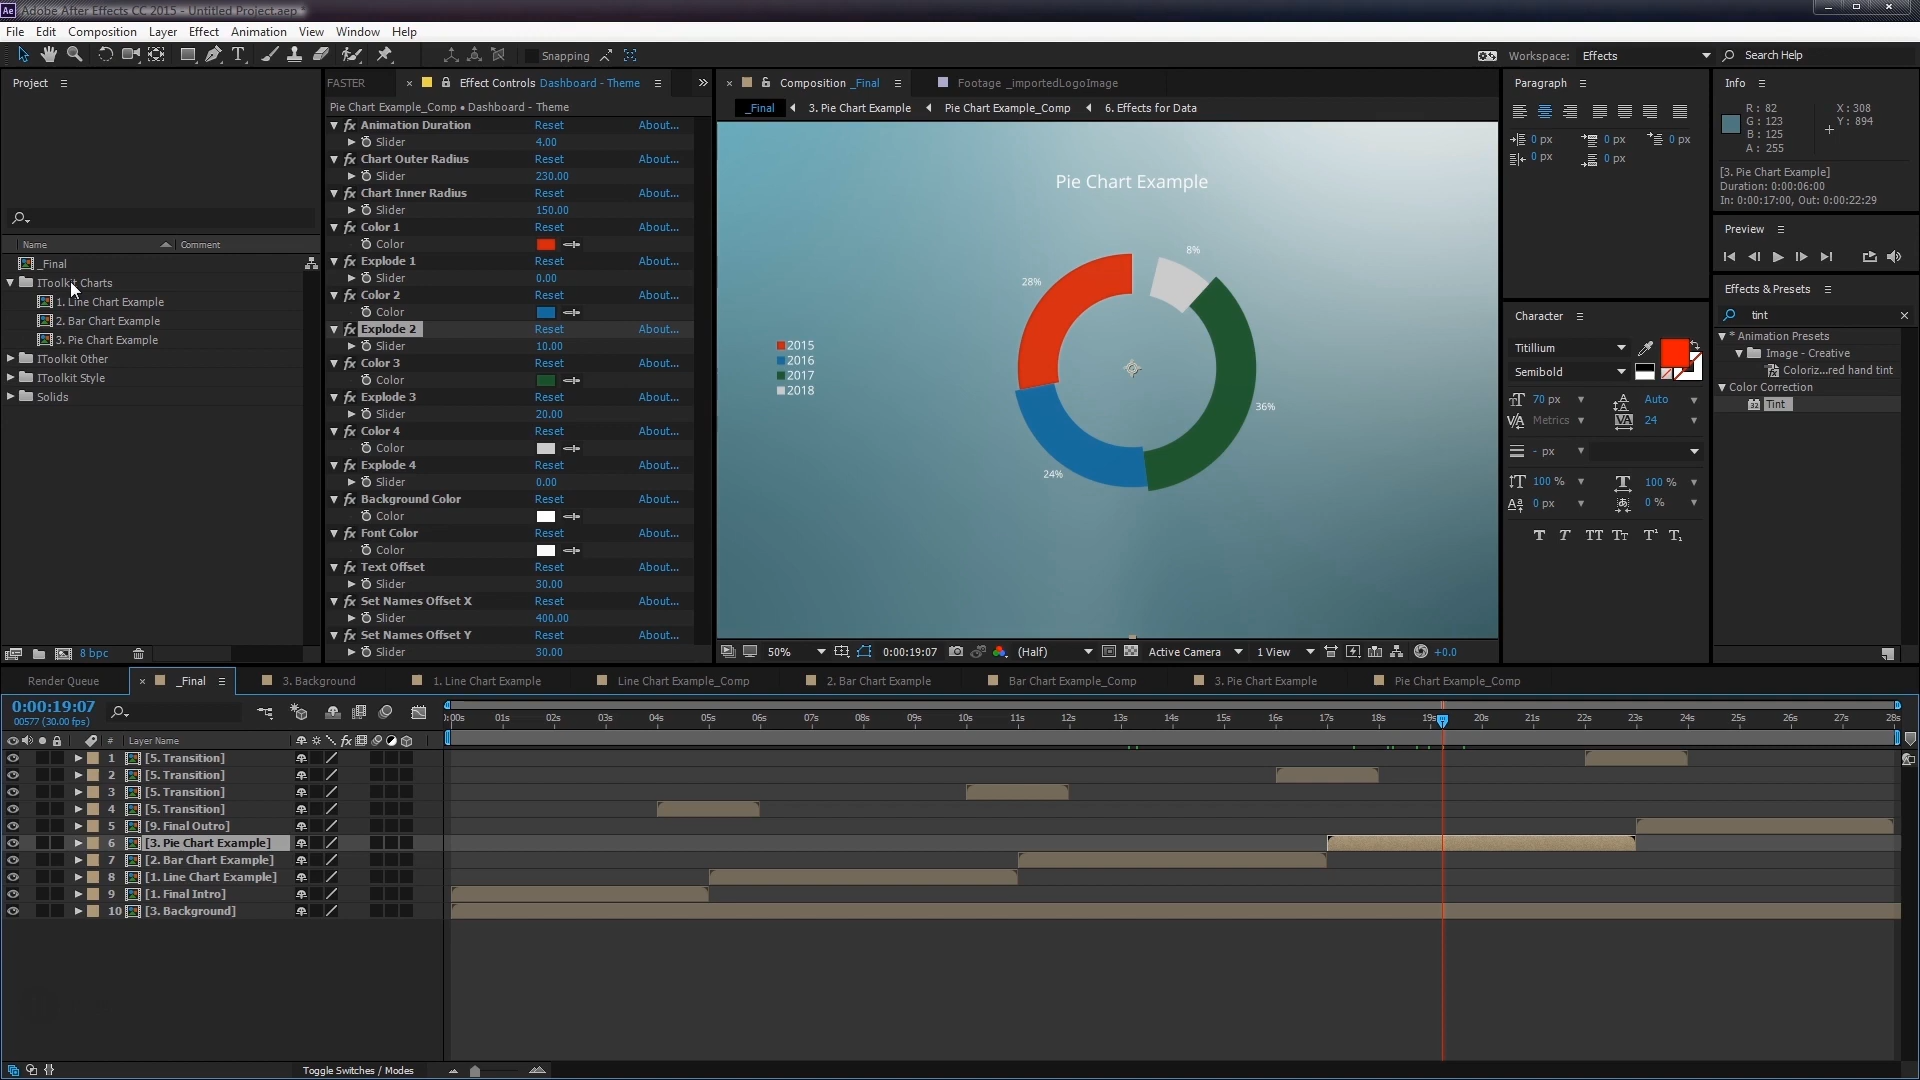 Adobe After Effects CC 2015 - Untitled Project.aep *
File Edit Composition Layer Effect Animation View Window Help
Snapping
Workspace: Effects
Search Help
Project
Name Comment
_Final
IToolkit Charts
1. Line Chart Example
2. Bar Chart Example
3. Pie Chart Example
IToolkit Other
IToolkit Style
Solids
8 bpc
FASTER
Effect Controls Dashboard - Theme
Pie Chart Example_Comp • Dashboard - Theme
Animation Duration Reset About...
Slider 4.00
Chart Outer Radius Reset About...
Slider 230.00
Chart Inner Radius Reset About...
Slider 150.00
Color 1 Reset About...
Color
Explode 1 Reset About...
Slider 0.00
Color 2 Reset About...
Color
Explode 2 Reset About...
Slider 10.00
Color 3 Reset About...
Color
Explode 3 Reset About...
Slider 20.00
Color 4 Reset About...
Color
Explode 4 Reset About...
Slider 0.00
Background Color Reset About...
Color
Font Color Reset About...
Color
Text Offset Reset About...
Slider 30.00
Set Names Offset X Reset About...
Slider 400.00
Set Names Offset Y Reset About...
Slider 30.00
Composition _Final
Footage _importedLogoImage
_Final 3. Pie Chart Example Pie Chart Example_Comp 6. Effects for Data
Pie Chart Example
8%
28%
36%
24%
2015
2016
2017
2018
50% 0:00:19:07 (Half) Active Camera 1 View +0.0
Paragraph
0 px 0 px 0 px
0 px 0 px
Character
Titillium
Semibold
70 px Auto
Metrics 24
- px
100 % 100 %
0 px 0 %
T T TT Tt T¹ T₁
Info
R : 82 X : 308
G : 123 Y : 894
B : 125
A : 255
[3. Pie Chart Example]
Duration: 0:00:06:00
In: 0:00:17:00, Out: 0:00:22:29
Preview
Effects & Presets
tint
* Animation Presets
Image - Creative
Coloriz...red hand tint
Color Correction
Tint
Render Queue _Final 3. Background 1. Line Chart Example Line Chart Example_Comp 2. Bar Chart Example Bar Chart Example_Comp 3. Pie Chart Example Pie Chart Example_Comp
0:00:19:07
00577 (30.00 fps)
:00s 01s 02s 03s 04s 05s 06s 07s 08s 09s 10s 11s 12s 13s 14s 15s 16s 17s 18s 19s 20s 21s 22s 23s 24s 25s 26s 27s 28s
# Layer Name
1 [5. Transition]
2 [5. Transition]
3 [5. Transition]
4 [5. Transition]
5 [9. Final Outro]
6 [3. Pie Chart Example]
7 [2. Bar Chart Example]
8 [1. Line Chart Example]
9 [1. Final Intro]
10 [3. Background]
Toggle Switches / Modes